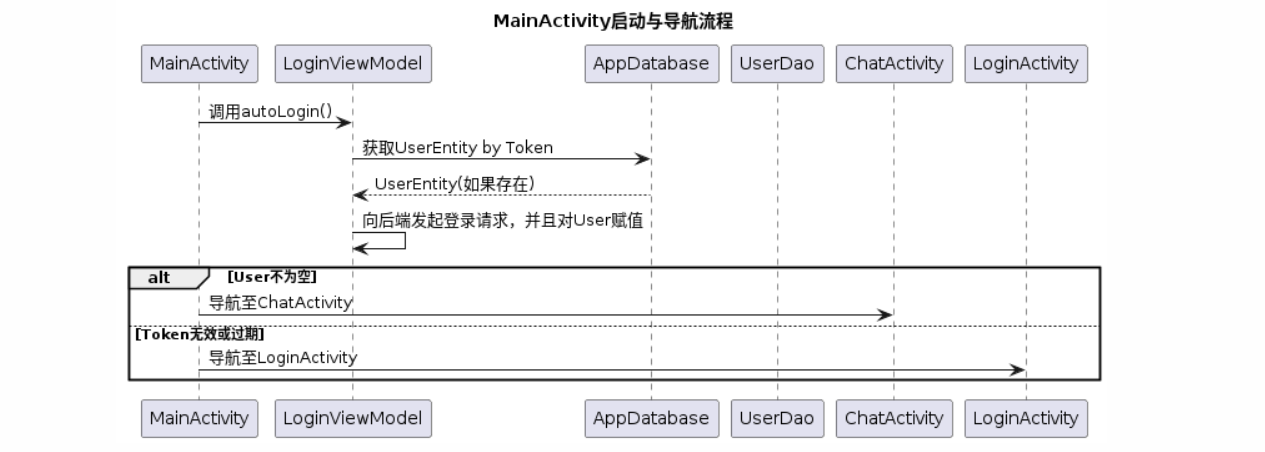 MainActivity启动与导航流程
MainActivity LoginViewModel AppDatabase UserDao ChatActivity LoginActivity
调用autoLogin()
获取UserEntity by Token
UserEntity(如果存在)
向后端发起登录请求，并且对User赋值
alt [User不为空]
导航至ChatActivity
[Token无效或过期]
导航至LoginActivity
MainActivity LoginViewModel AppDatabase UserDao ChatActivity LoginActivity